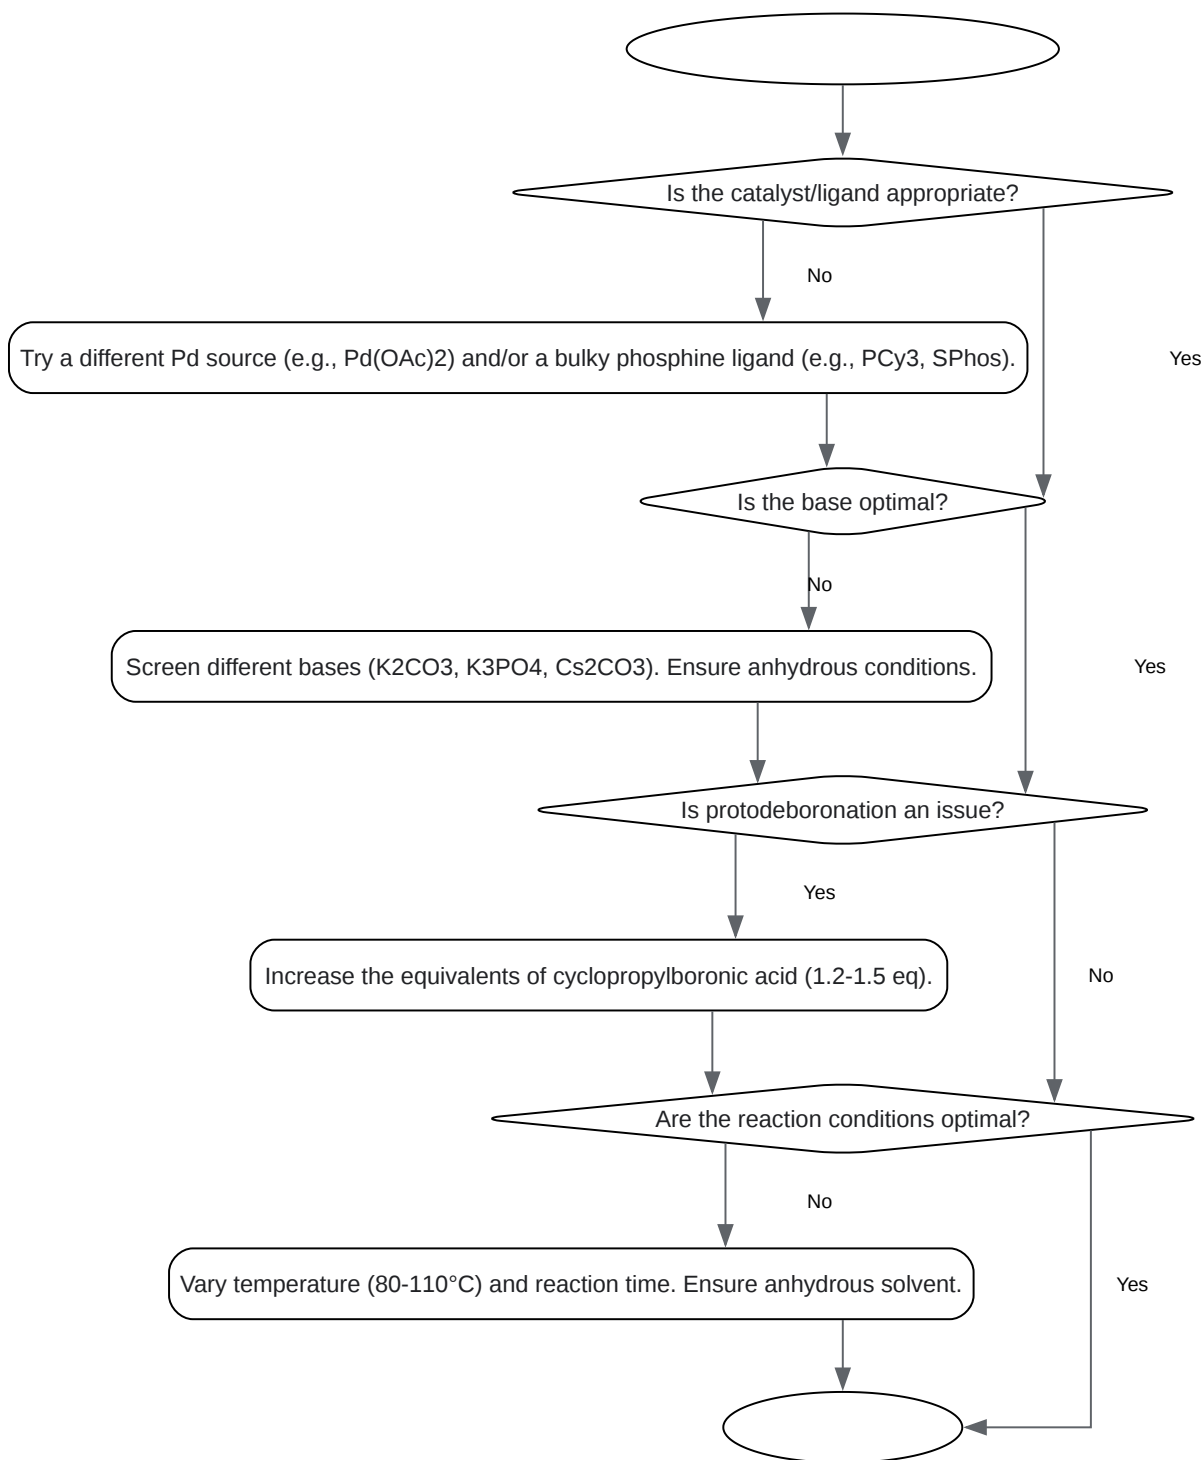 Is the catalyst/ligand appropriate?
No
Try a different Pd source (e.g., Pd(OAc)2) and/or a bulky phosphine ligand (e.g., PCy3, SPhos).
Yes
Is the base optimal?
No
Screen different bases (K2CO3, K3PO4, Cs2CO3). Ensure anhydrous conditions.
Yes
Is protodeboronation an issue?
Yes
Increase the equivalents of cyclopropylboronic acid (1.2-1.5 eq).
No
Are the reaction conditions optimal?
No
Vary temperature (80-110°C) and reaction time. Ensure anhydrous solvent.
Yes